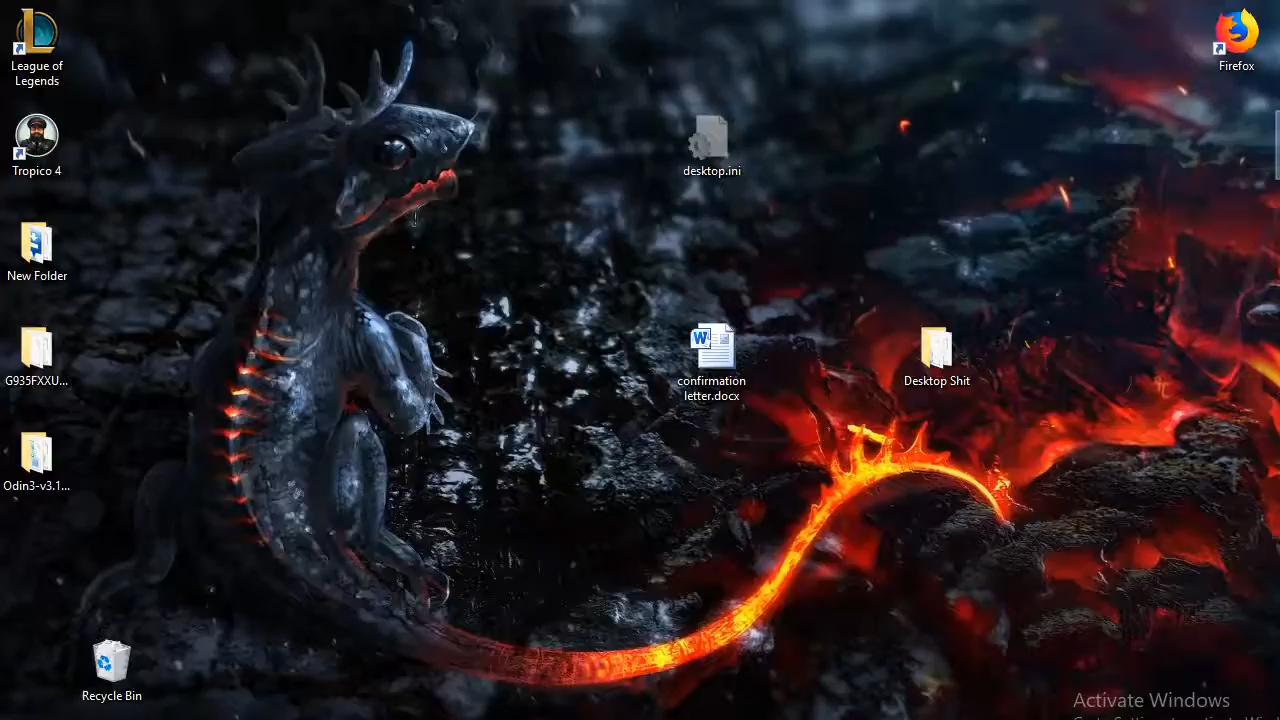 League of
Legends
Firefox
Tropico 4
desktop.ini
New Folder
G935FXXU...
confirmation
letter.docx
Desktop Shit
Odin3-v3.1...
Recycle Bin
Activate Windows